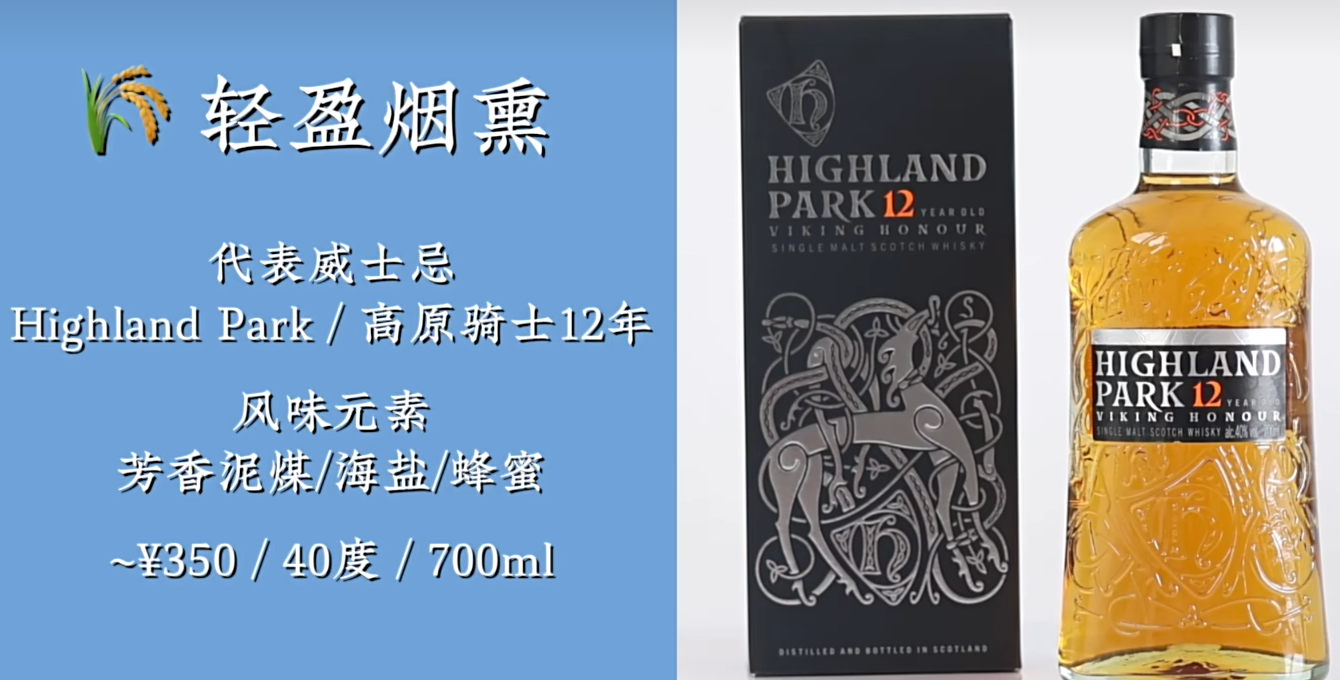 轻盈烟熏
代表威士忌
Highland Park / 高原骑士12年
风味元素
芳香泥煤/海盐/蜂蜜
~¥350 / 40度 / 700ml
HIGHLAND
PARK 12 YEAR OLD
VIKING HONOUR
SINGLE MALT SCOTCH WHISKY
DISTILLED AND BOTTLED IN SCOTLAND
HIGHLAND
PARK 12 YEAR OLD
VIKING HONOUR
SINGLE MALT SCOTCH WHISKY alc.40% vol. 700ml